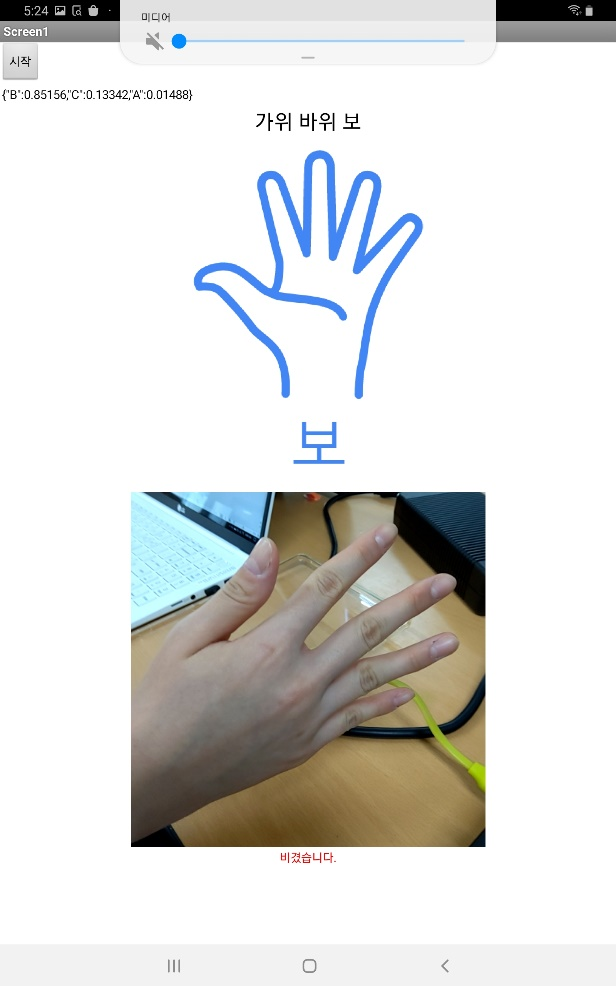 5:24
미디어
Screen1
시작
{"B":0.85156,"C":0.13342,"A":0.01488}
가위 바위 보
보
비겼습니다.